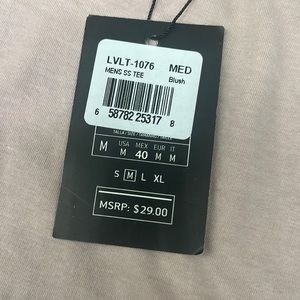 LVLT-1076 MED
MENS SS TEE Blush
6 58782 25317 8
USA MEX EUR IT
M M 40 M M
S M L XL
MSRP: $29.00